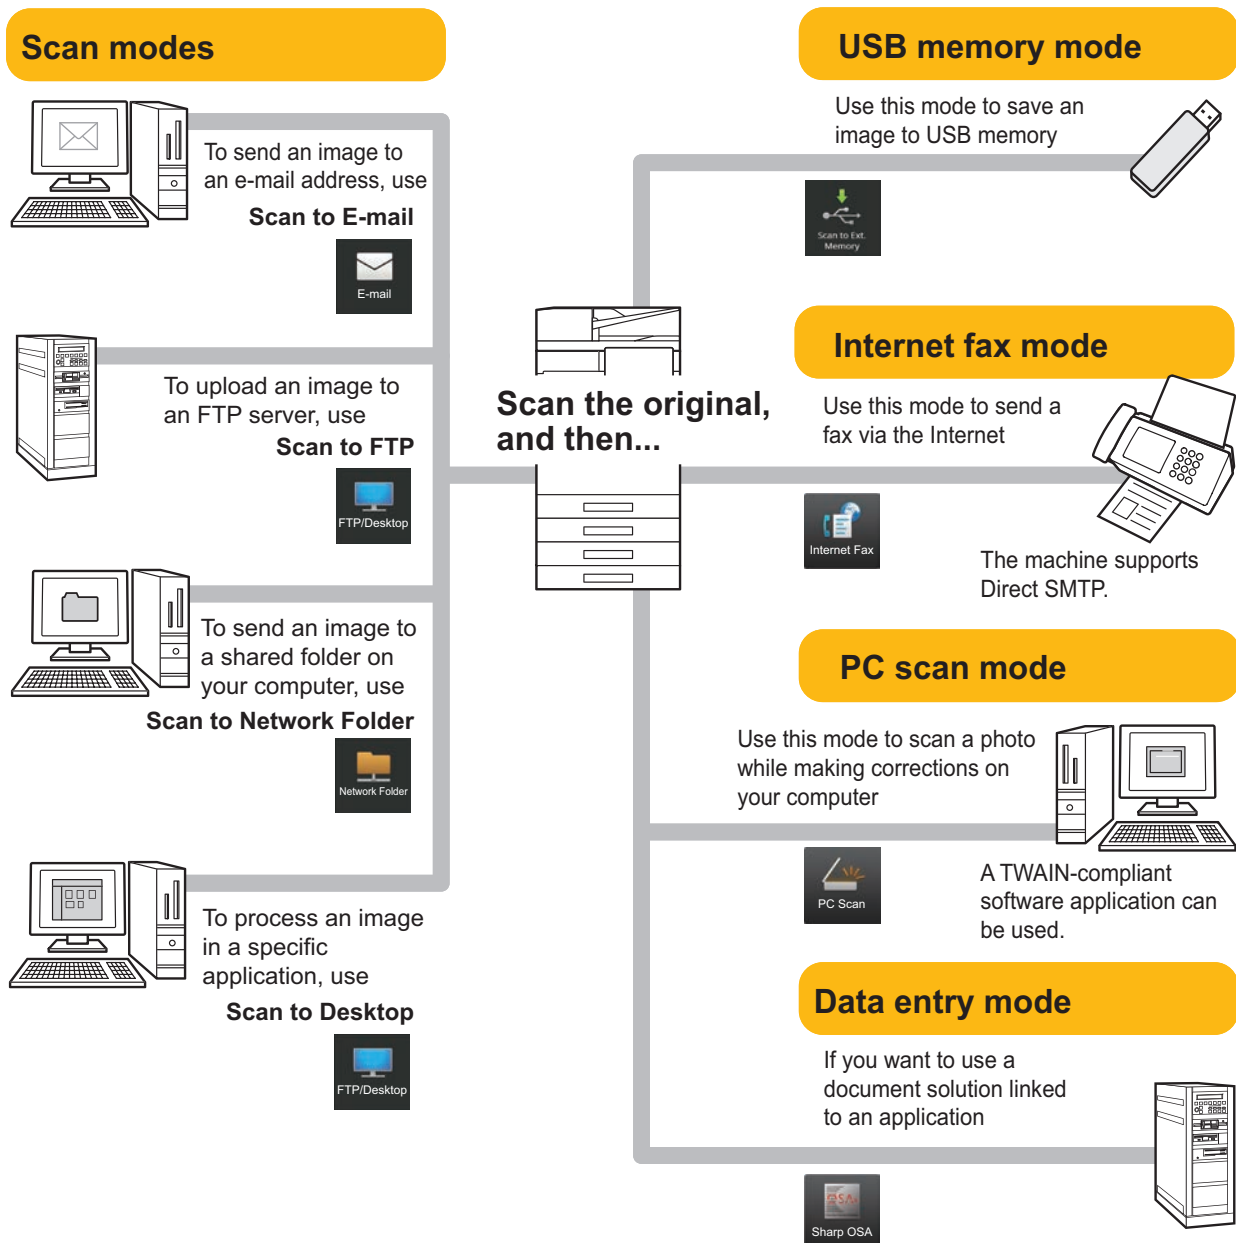 Scan modes
To send an image to
an e-mail address, use
Scan to E-mail
E-mail
To upload an image to
an FTP server, use
Scan to FTP
FTP/Desktop
To send an image to
a shared folder on
your computer, use
Scan to Network Folder
Network Folder
To process an image
in a specific
application, use
Scan to Desktop
FTP/Desktop
Scan the original,
and then...
USB memory mode
Use this mode to save an
image to USB memory
Scan to Ext.
Memory
Internet fax mode
Use this mode to send a
fax via the Internet
Internet Fax
The machine supports
Direct SMTP.
PC scan mode
Use this mode to scan a photo
while making corrections on
your computer
PC Scan
A TWAIN-compliant
software application can
be used.
Data entry mode
If you want to use a
document solution linked
to an application
Sharp OSA